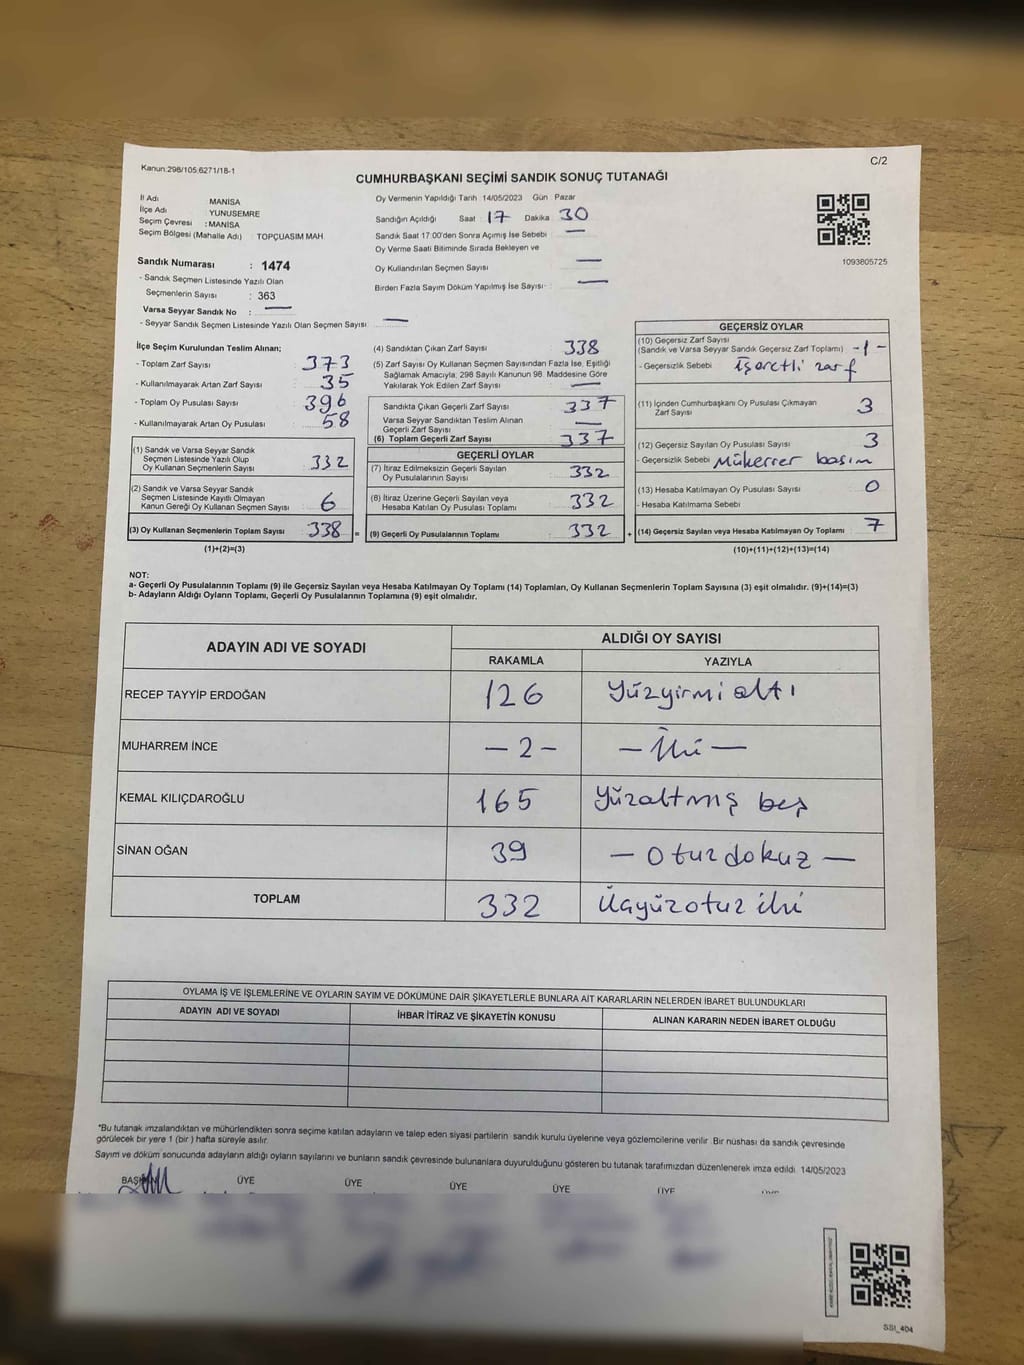 Kanun:298/105;6271/18-1
C/2
CUMHURBAŞKANI SEÇİMİ SANDIK SONUÇ TUTANAĞI
İl Adı MANİSA
İlçe Adı : YUNUSEMRE
Seçim Çevresi : MANİSA
Seçim Bölgesi (Mahalle Adı) : TOPÇUASIM MAH.
Sandık Numarası : 1474
- Sandık Seçmen Listesinde Yazılı Olan
Seçmenlerin Sayısı : 363
Varsa Seyyar Sandık No : —
- Seyyar Sandık Seçmen Listesinde Yazılı Olan Seçmen Sayısı : —
Oy Vermenin Yapıldığı Tarih 14/05/2023 Gün Pazar
Sandığın Açıldığı Saat 17 Dakika 30
Sandık Saat 17:00'den Sonra Açımış İse Sebebi —
Oy Verme Saati Bitiminde Sırada Bekleyen ve
Oy Kullandırılan Seçmen Sayısı —
Birden Fazla Sayım Döküm Yapılmış İse Sayısı- : —
1093805725
İlçe Seçim Kurulundan Teslim Alınan;
- Toplam Zarf Sayısı : 373
- Kullanılmayarak Artan Zarf Sayısı : 35
- Toplam Oy Pusulası Sayısı : 396
- Kullanılmayarak Artan Oy Pusulası : 58
(1) Sandık ve Varsa Seyyar Sandık
Seçmen Listesinde Yazılı Olup
Oy Kullanan Seçmenlerin Sayısı 332
(2) Sandık ve Varsa Seyyar Sandık
Seçmen Listesinde Kayıtlı Olmayan
Kanun Gereği Oy Kullanan Seçmen Sayısı 6
(3) Oy Kullanan Seçmenlerin Toplam Sayısı 338 =
(1)+(2)=(3)
(4) Sandıktan Çıkan Zarf Sayısı 338
(5) Zarf Sayısı Oy Kullanan Seçmen Sayısından Fazla İse, Eşitliği
Sağlamak Amacıyla; 298 Sayılı Kanunun 98. Maddesine Göre
Yakılarak Yok Edilen Zarf Sayısı —
Sandıkta Çıkan Geçerli Zarf Sayısı 337
Varsa Seyyar Sandıktan Teslim Alınan
Geçerli Zarf Sayısı —
(6) Toplam Geçerli Zarf Sayısı 337
GEÇERLİ OYLAR
(7) İtiraz Edilmeksizin Geçerli Sayılan
Oy Pusulalarının Sayısı 332
(8) İtiraz Üzerine Geçerli Sayılan veya
Hesaba Katılan Oy Pusulası Toplamı 332
(9) Geçerli Oy Pusulalarının Toplamı 332 +
GEÇERSİZ OYLAR
(10) Geçersiz Zarf Sayısı
(Sandık ve Varsa Seyyar Sandık Geçersiz Zarf Toplamı) -1-
- Geçersizlik Sebebi İşaretli zarf
(11) İçinden Cumhurbaşkanı Oy Pusulası Çıkmayan
Zarf Sayısı 3
(12) Geçersiz Sayılan Oy Pusulası Sayısı 3
- Geçersizlik Sebebi Mükerrer basım
(13) Hesaba Katılmayan Oy Pusulası Sayısı 0
- Hesaba Katılmama Sebebi
(14) Geçersiz Sayılan veya Hesaba Katılmayan Oy Toplamı 7
(10)+(11)+(12)+(13)=(14)
NOT:
a- Geçerli Oy Pusulalarının Toplamı (9) ile Geçersiz Sayılan veya Hesaba Katılmayan Oy Toplamı (14) Toplamları, Oy Kullanan Seçmenlerin Toplam Sayısına (3) eşit olmalıdır. (9)+(14)=(3)
b- Adayların Aldığı Oyların Toplamı, Geçerli Oy Pusulalarının Toplamına (9) eşit olmalıdır.
ADAYIN ADI VE SOYADI
ALDIĞI OY SAYISI
RAKAMLA YAZIYLA
RECEP TAYYİP ERDOĞAN 126 Yüzyirmi altı
MUHARREM İNCE — 2 — — İki —
KEMAL KILIÇDAROĞLU 165 Yüzaltmış beş
SİNAN OĞAN 39 — Otuzdokuz —
TOPLAM 332 Üçyüzotuz iki
OYLAMA İŞ VE İŞLEMLERİNE VE OYLARIN SAYIM VE DÖKÜMÜNE DAİR ŞİKAYETLERLE BUNLARA AİT KARARLARIN NELERDEN İBARET BULUNDUKLARI
ADAYIN ADI VE SOYADI İHBAR İTİRAZ VE ŞİKAYETİN KONUSU ALINAN KARARIN NEDEN İBARET OLDUĞU
*Bu tutanak imzalandıktan ve mühürlendikten sonra seçime katılan adayların ve talep eden siyasi partilerin sandık kurulu üyelerine veya gözlemcilerine verilir. Bir nüshası da sandık çevresinde
görülecek bir yere 1 (bir) hafta süreyle asılır.
Sayım ve döküm sonucunda adayların aldığı oyların sayılarını ve bunların sandık çevresinde bulunanlara duyurulduğunu gösteren bu tutanak tarafımızdan düzenlenerek imza edildi. 14/05/2023
BAŞKAN ÜYE ÜYE ÜYE ÜYE ÜYE
SSI_404